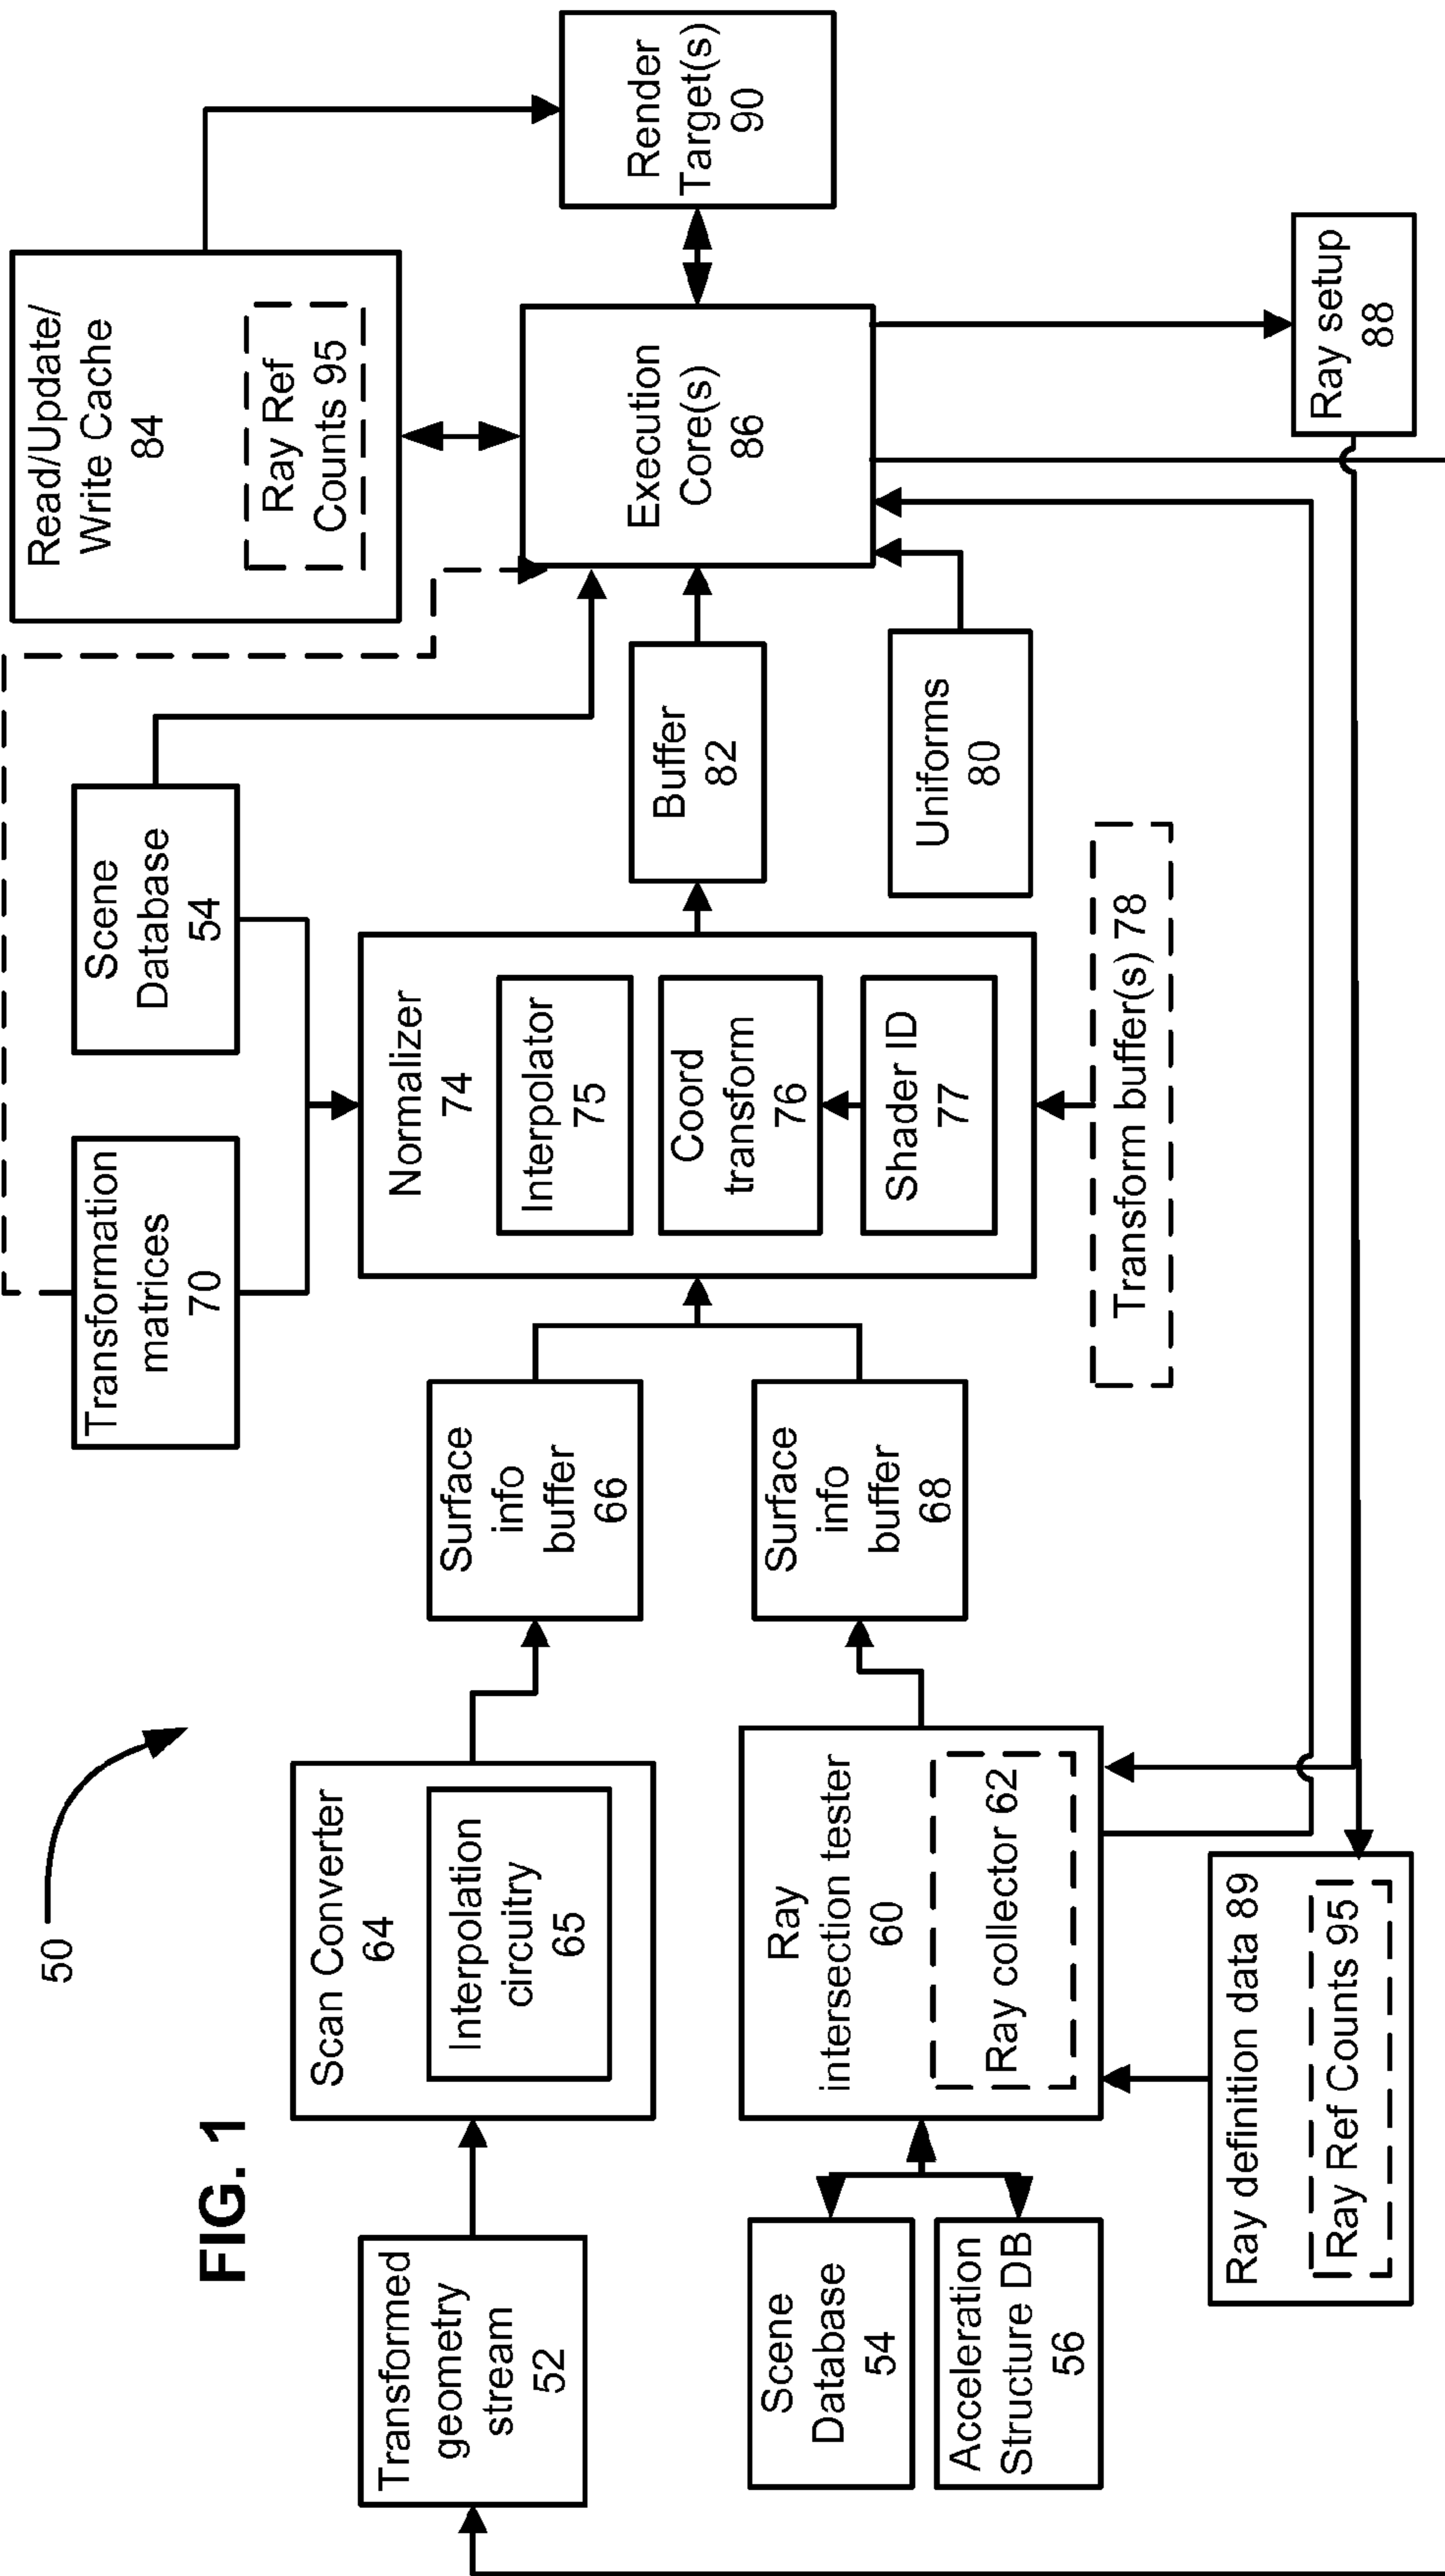 FIG. 1
50
Transformed
geometry
stream
52
Scan Converter
64
Interpolation
circuitry
65
Surface
info
buffer
66
Transformation
matrices
70
Scene
Database
54
Read/Update/
Write Cache
84
Ray Ref
Counts 95
Normalizer
74
Interpolator
75
Coord
transform
76
Shader ID
77
Buffer
82
Execution
Core(s)
86
Render
Target(s)
90
Scene
Database
54
Acceleration
Structure DB
56
Ray
intersection tester
60
Ray collector 62
Surface
info
buffer
68
Uniforms
80
Transform buffer(s) 78
Ray definition data 89
Ray Ref Counts 95
Ray setup
88